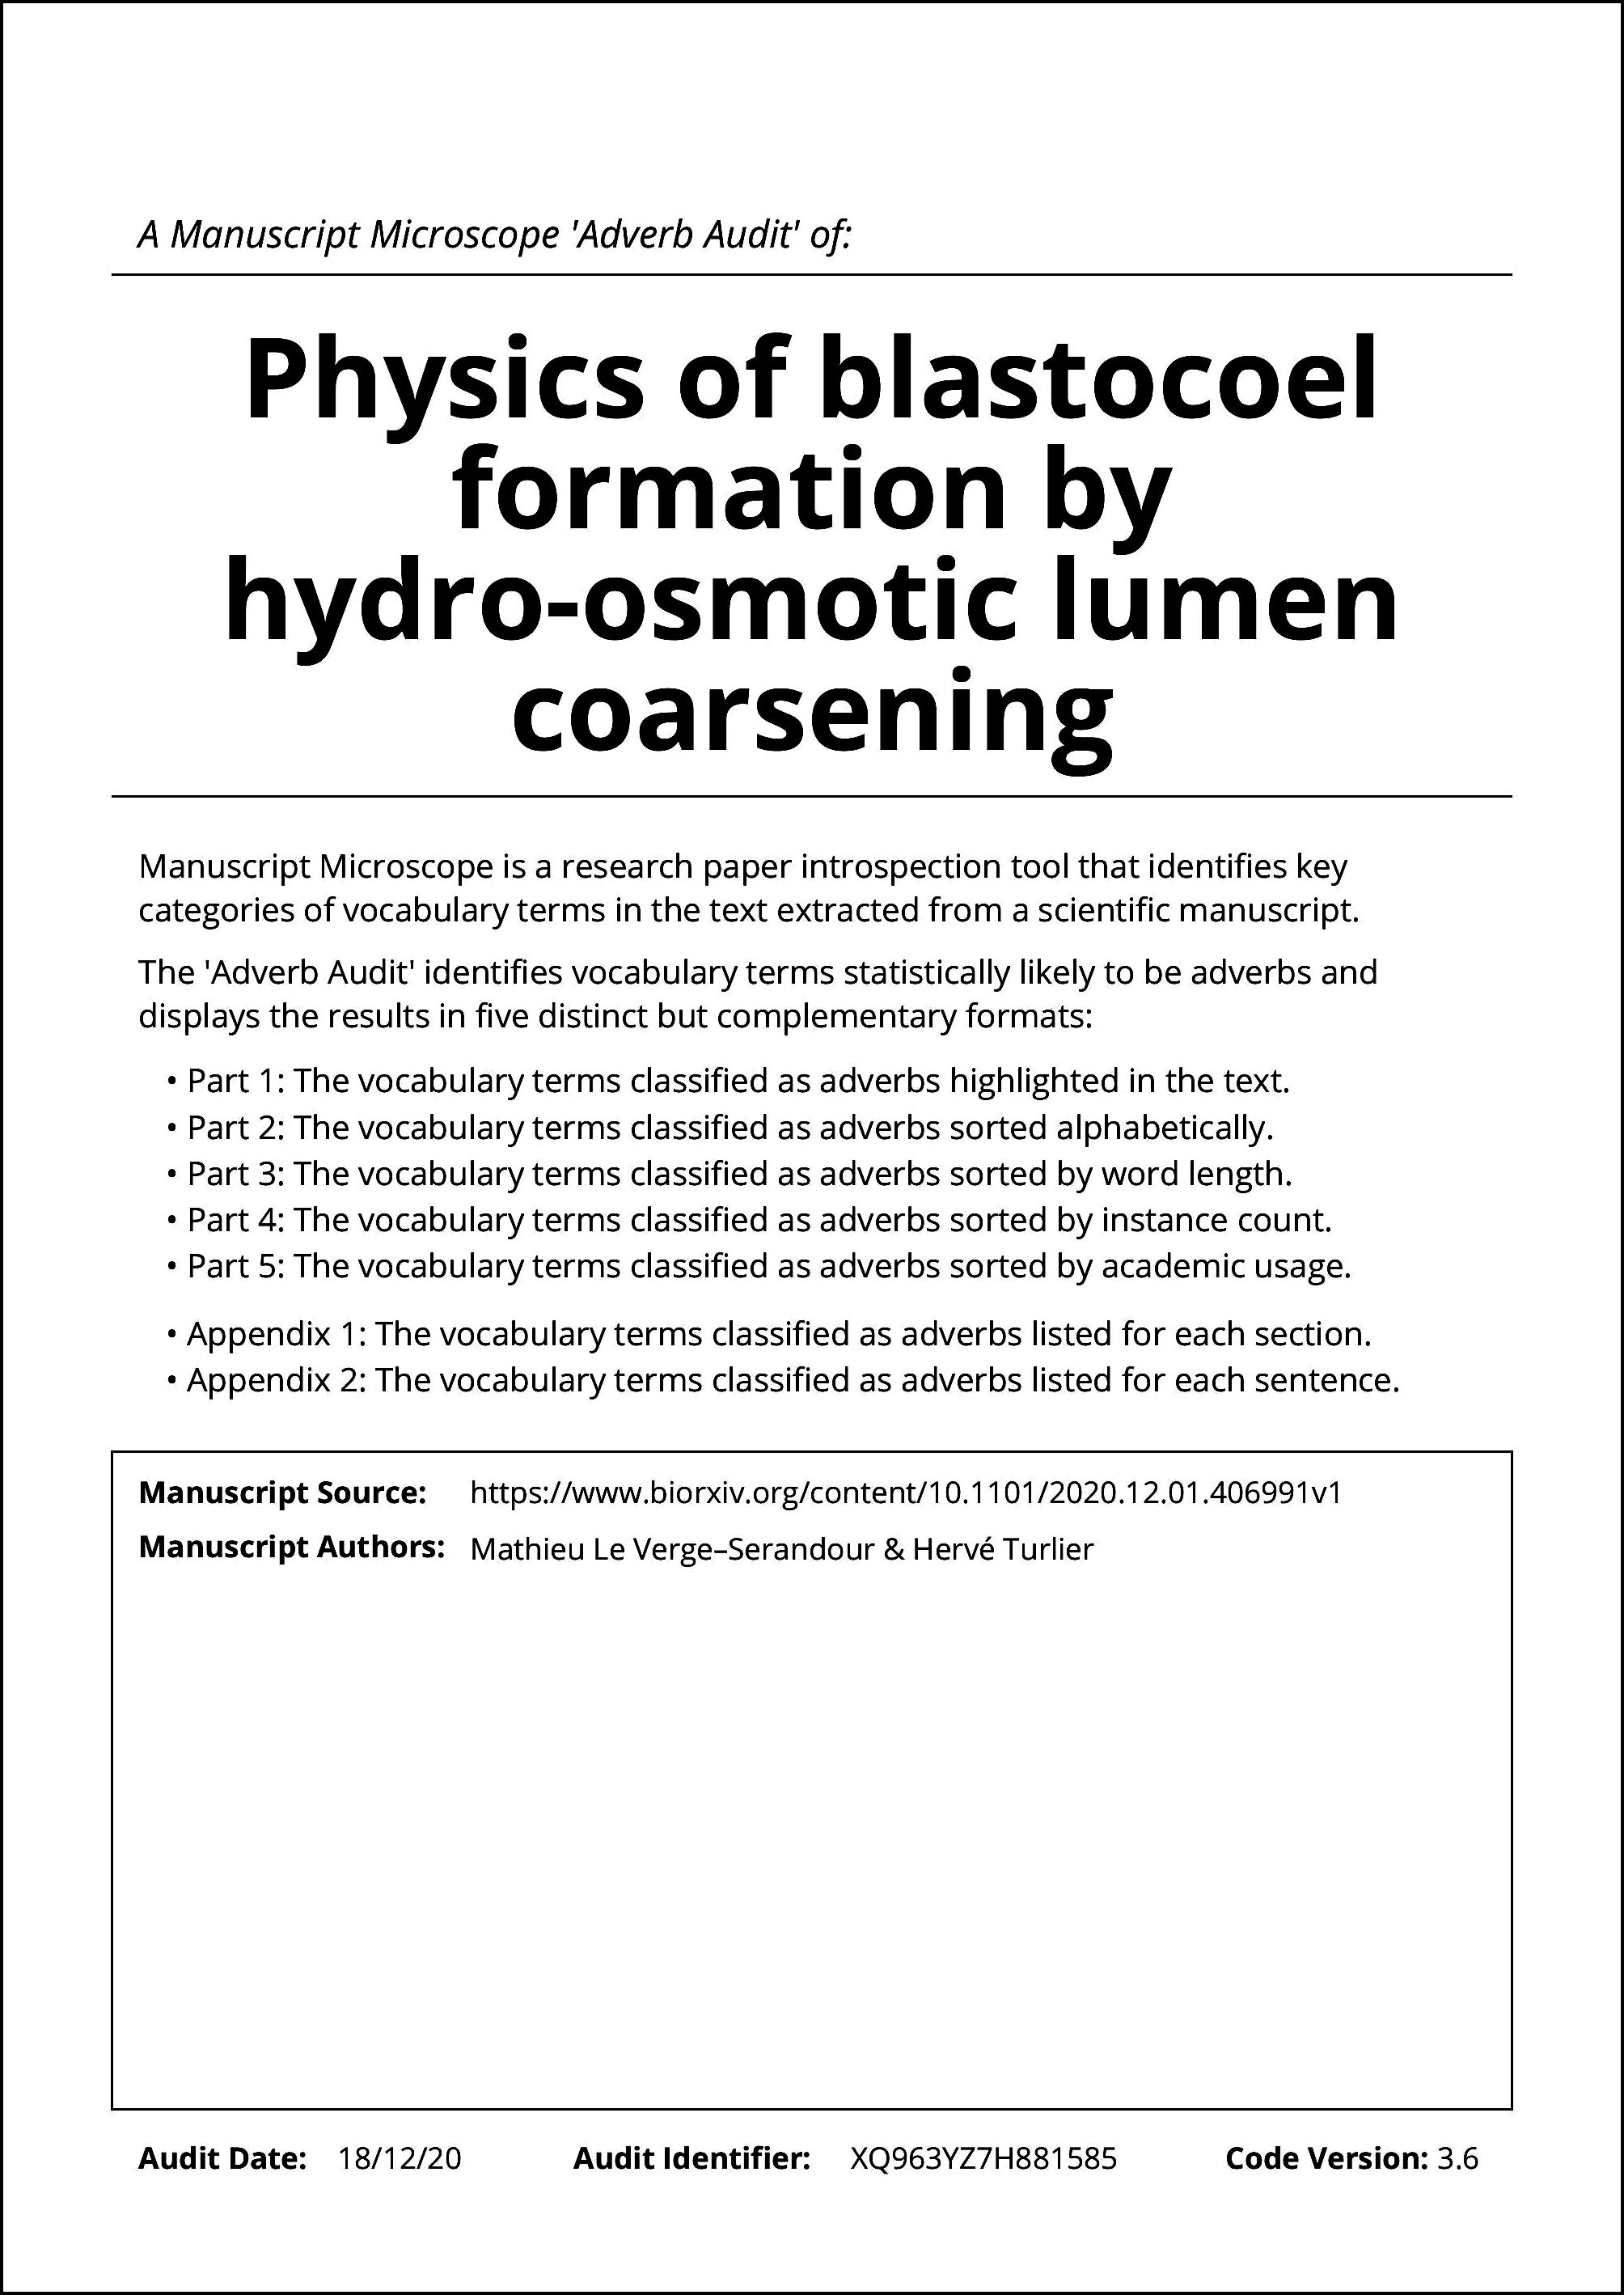 A Manuscript Microscope 'Adverb Audit' of:
Physics of blastocoel
formation by
hydro-osmotic lumen
coarsening
Manuscript Microscope is a research paper introspection tool that identifies key
categories of vocabulary terms in the text extracted from a scientific manuscript.
The 'Adverb Audit' identifies vocabulary terms statistically likely to be adverbs and
displays the results in five distinct but complementary formats:
• Part 1: The vocabulary terms classified as adverbs highlighted in the text.
• Part 2: The vocabulary terms classified as adverbs sorted alphabetically.
• Part 3: The vocabulary terms classified as adverbs sorted by word length.
• Part 4: The vocabulary terms classified as adverbs sorted by instance count.
• Part 5: The vocabulary terms classified as adverbs sorted by academic usage.
• Appendix 1: The vocabulary terms classified as adverbs listed for each section.
• Appendix 2: The vocabulary terms classified as adverbs listed for each sentence.
Manuscript Source: https://www.biorxiv.org/content/10.1101/2020.12.01.406991v1
Manuscript Authors: Mathieu Le Verge–Serandour & Hervé Turlier
Audit Date: 18/12/20 Audit Identifier: XQ963YZ7H881585 Code Version: 3.6